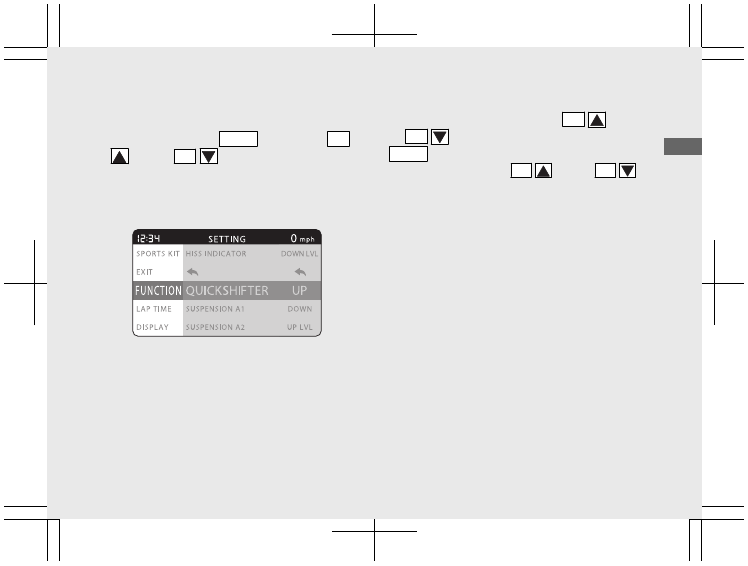 12:34 SETTING 0 mph
SPORTS KIT HISS INDICATOR DOWN LVL
EXIT
FUNCTION QUICKSHIFTER UP
LAP TIME SUSPENSION A1 DOWN
DISPLAY SUSPENSION A2 UP LVL